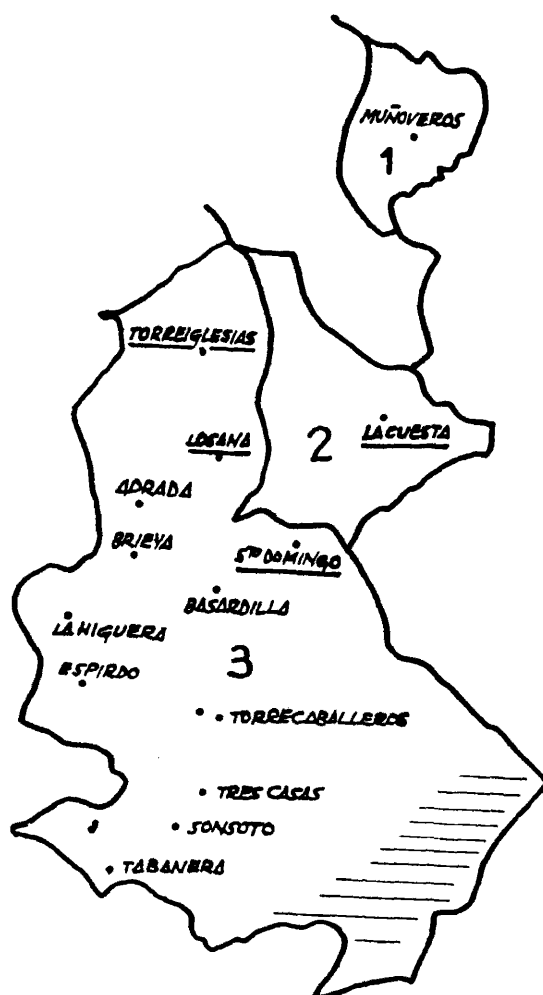 MUÑOVEROS
1
TORREIGLESIAS
LOSANA
2
LA CUESTA
ADRADA
BRIEVA
STO DOMINGO
BASARDILLA
LA HIGUERA
3
ESPIRDO
TORRECABALLEROS
TRES CASAS
SONSOTO
TABANERA